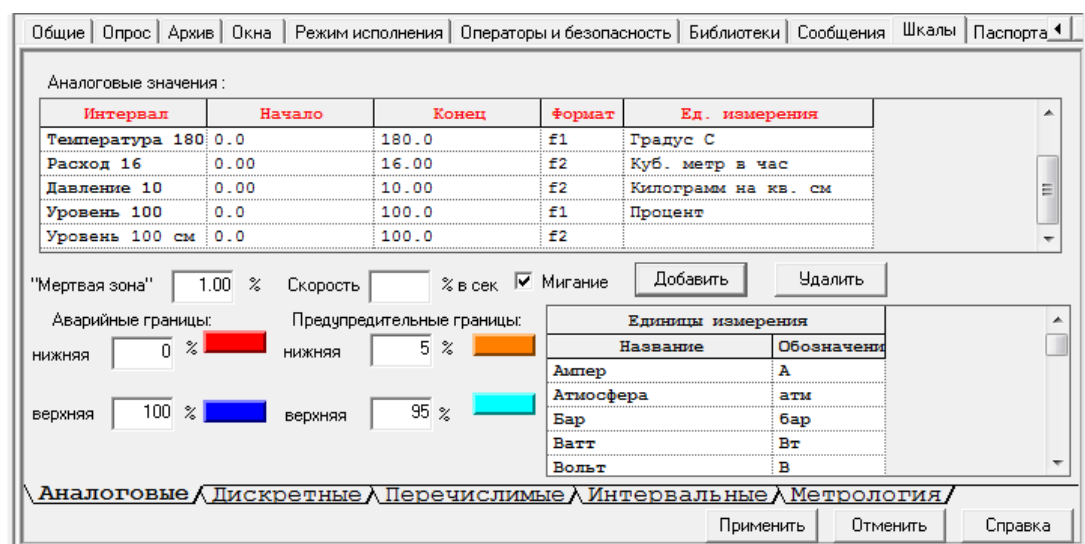 Общие Опрос Архив Окна Режим исполнения Операторы и безопасность Библиотеки Сообщения Шкалы Паспорта
Аналоговые значения :
Интервал Начало Конец Формат Ед. измерения
Температура 180 0.0 180.0 f1 Градус С
Расход 16 0.00 16.00 f2 Куб. метр в час
Давление 10 0.00 10.00 f2 Килограмм на кв. см
Уровень 100 0.0 100.0 f1 Процент
Уровень 100 см 0.0 100.0 f2
"Мертвая зона" 1.00 % Скорость % в сек Мигание Добавить Удалить
Аварийные границы: Предупредительные границы: Единицы измерения
нижняя 0 % нижняя 5 % Название Обозначени
Ампер А
Атмосфера атм
верхняя 100 % верхняя 95 % Бар бар
Ватт Вт
Вольт В
Аналоговые Дискретные Перечислимые Интервальные Метрология
Применить Отменить Справка